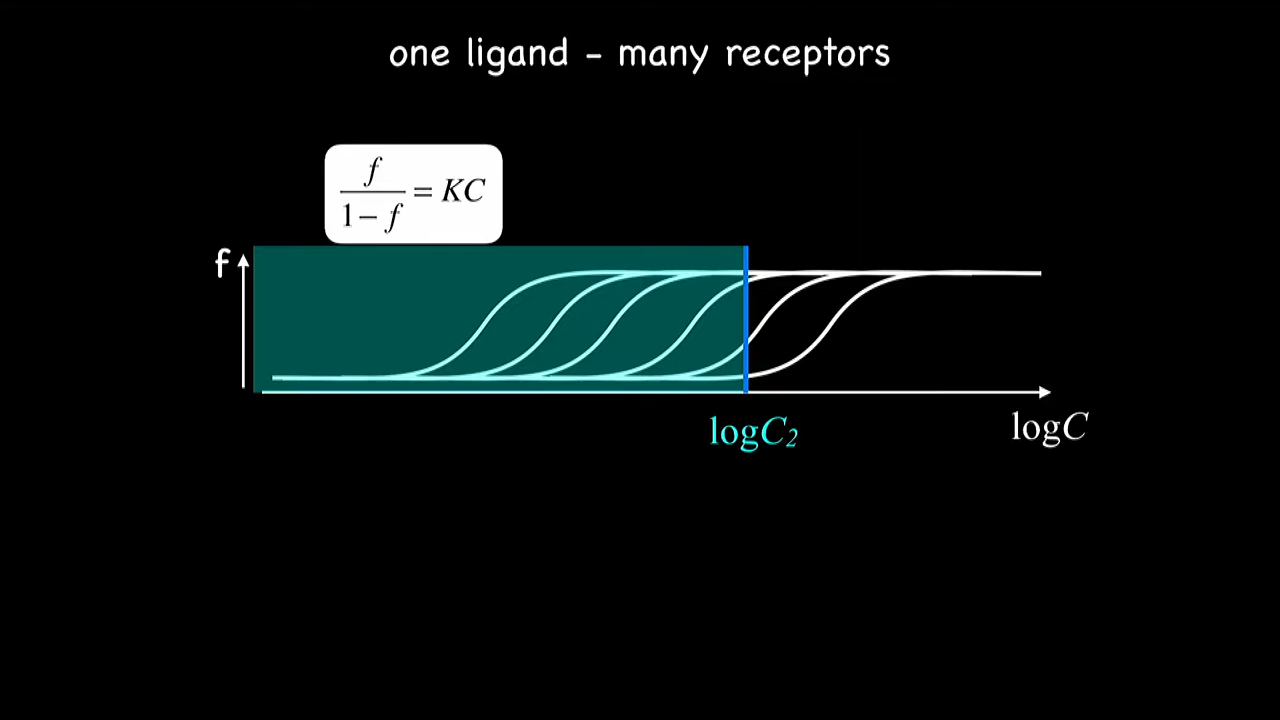 one ligand - many receptors
f/(1 − f) = KC
f
logC₂
logC